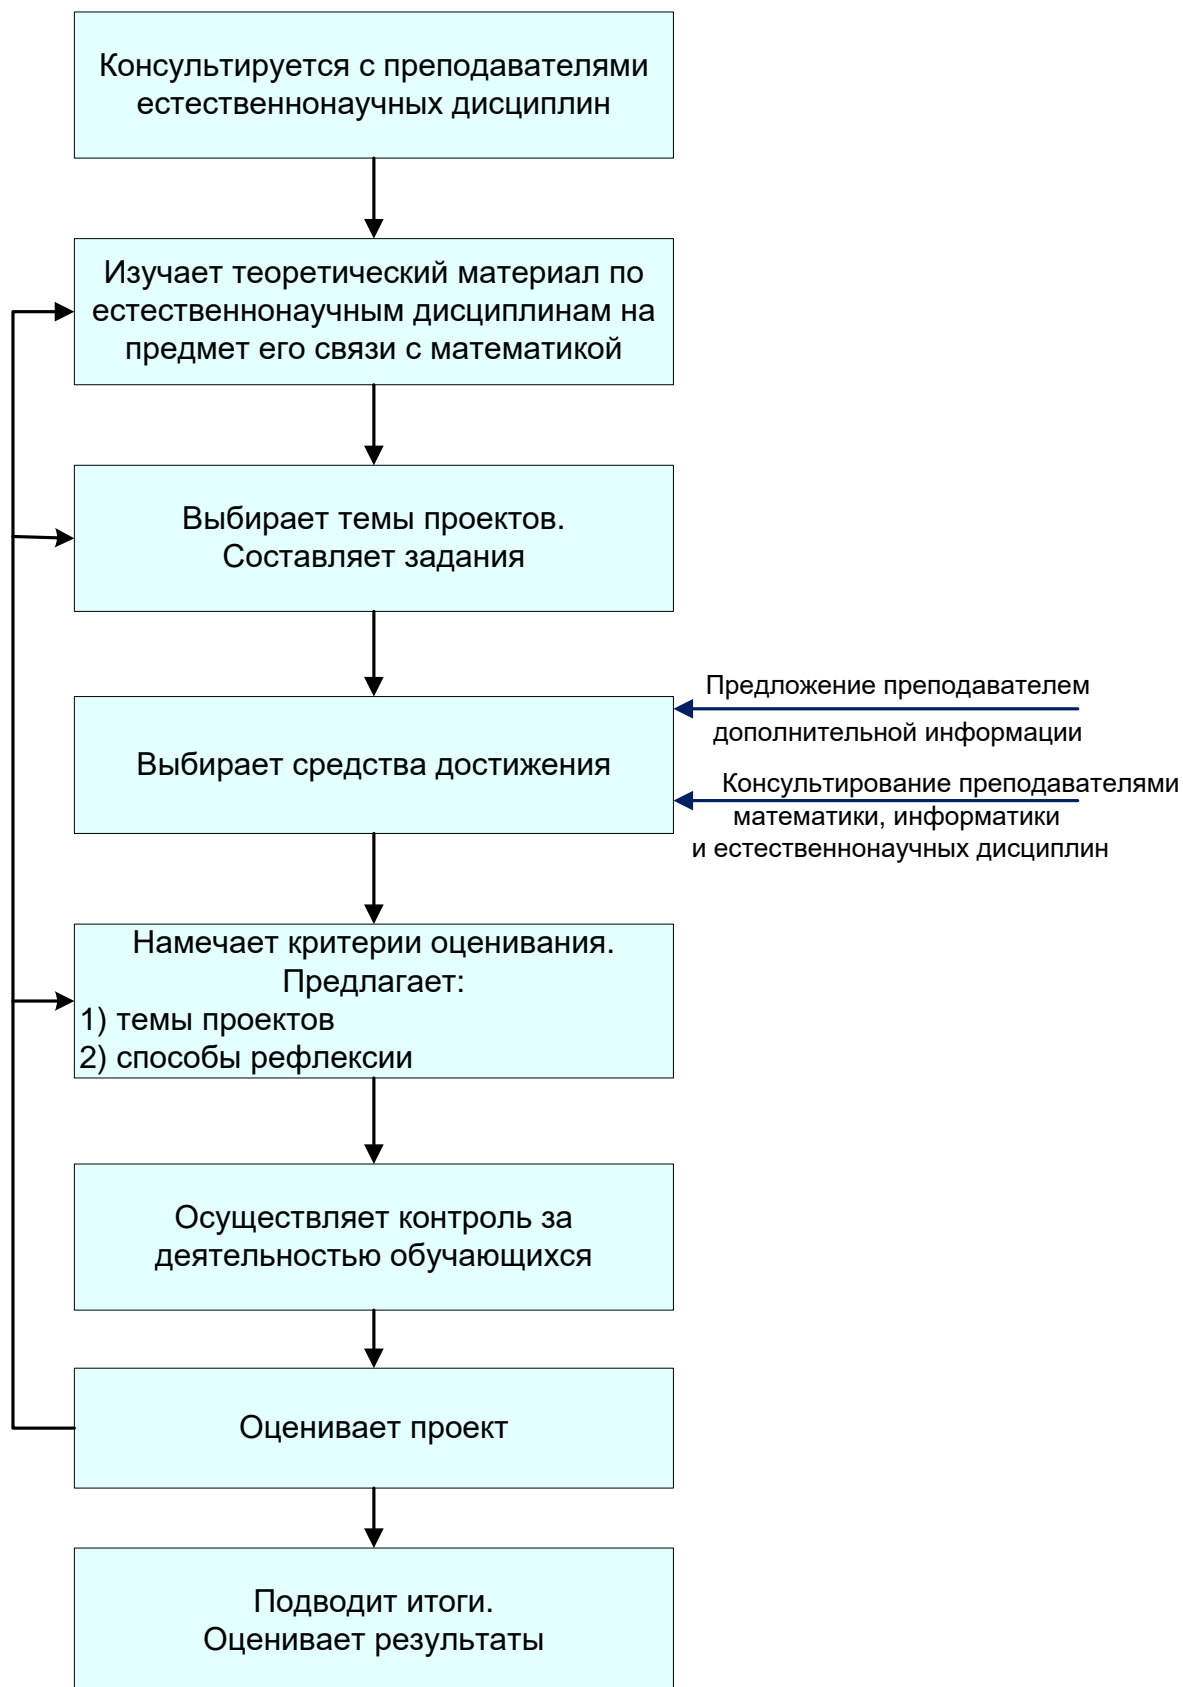 Консультируется с преподавателями
естественнонаучных дисциплин
Изучает теоретический материал по
естественнонаучным дисциплинам на
предмет его связи с математикой
Выбирает темы проектов.
Составляет задания
Предложение преподавателем
дополнительной информации
Выбирает средства достижения
Консультирование преподавателями
математики, информатики
и естественнонаучных дисциплин
Намечает критерии оценивания.
Предлагает:
1) темы проектов
2) способы рефлексии
Осуществляет контроль за
деятельностью обучающихся
Оценивает проект
Подводит итоги.
Оценивает результаты